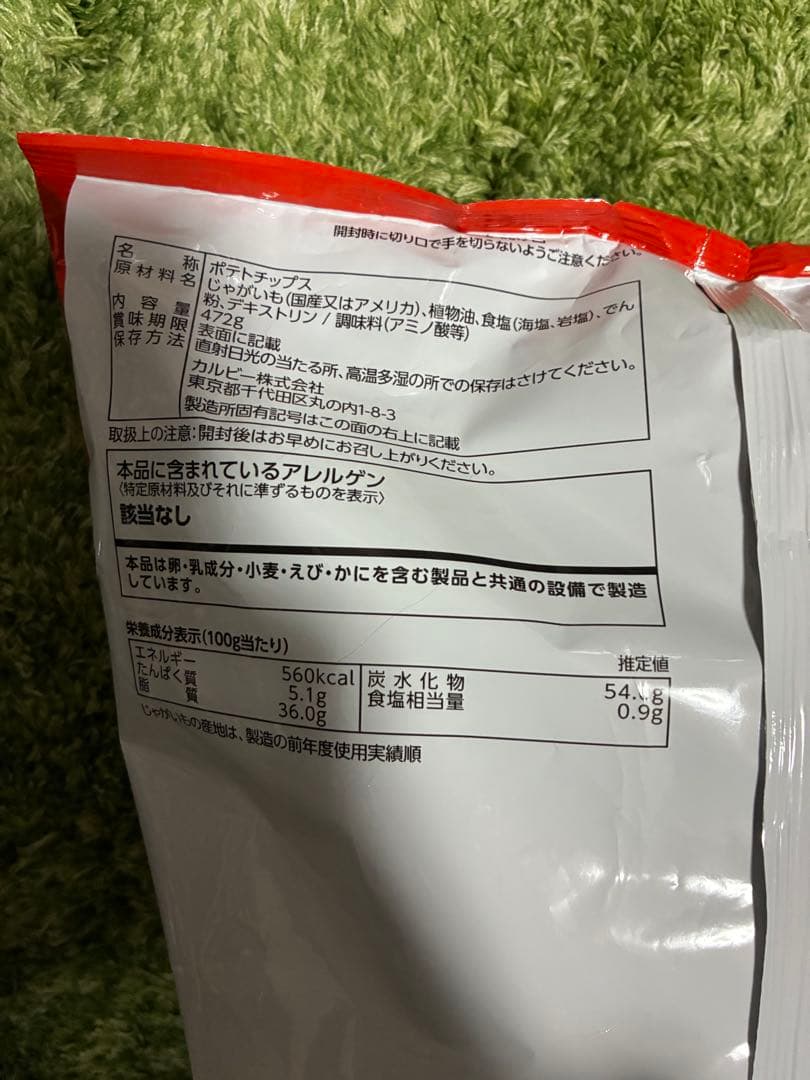 開封時に切り口で手を切らないようご注意ください。
名称 ポテトチップス
原材料名 じゃがいも(国産又はアメリカ)、植物油、食塩(海塩、岩塩)、でん
粉、デキストリン / 調味料(アミノ酸等)
内容量 472g
賞味期限 表面に記載
保存方法 直射日光の当たる所、高温多湿の所での保存はさけてください。
カルビー株式会社
東京都千代田区丸の内1-8-3
製造所固有記号はこの面の右上に記載
取扱上の注意:開封後はお早めにお召し上がりください。
本品に含まれているアレルゲン
〈特定原材料及びそれに準ずるものを表示〉
該当なし
本品は卵・乳成分・小麦・えび・かにを含む製品と共通の設備で製造
しています。
栄養成分表示(100g当たり) 推定値
エネルギー 560kcal 炭水化物 g
たんぱく質 5.1g 食塩相当量 0.9g
脂質 36.0g
じゃがいもの産地は、製造の前年度使用実績順